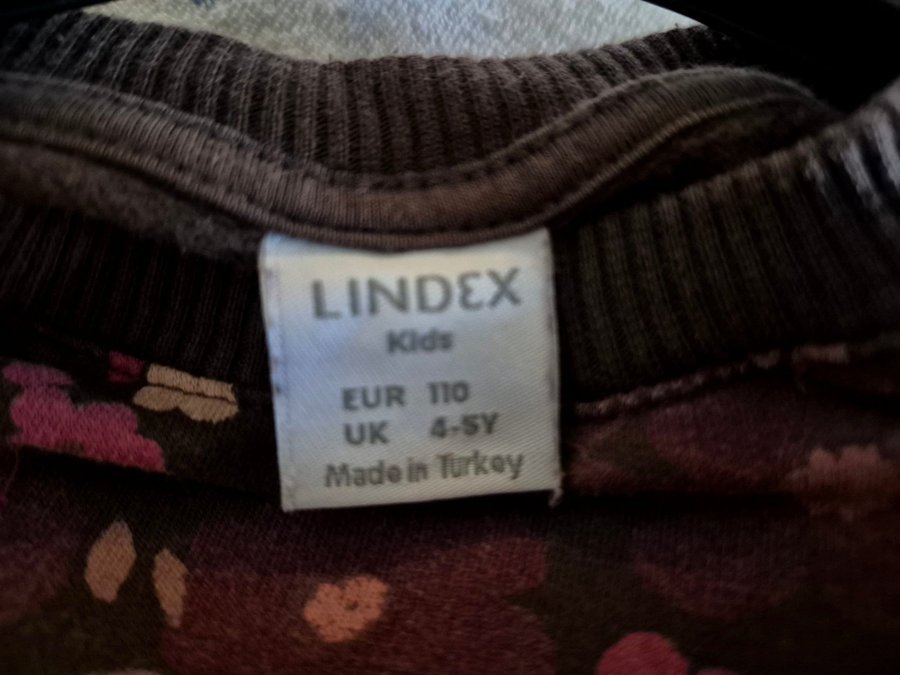 LINDEX
Kids
EUR 110
UK 4-5Y
Made in Turkey